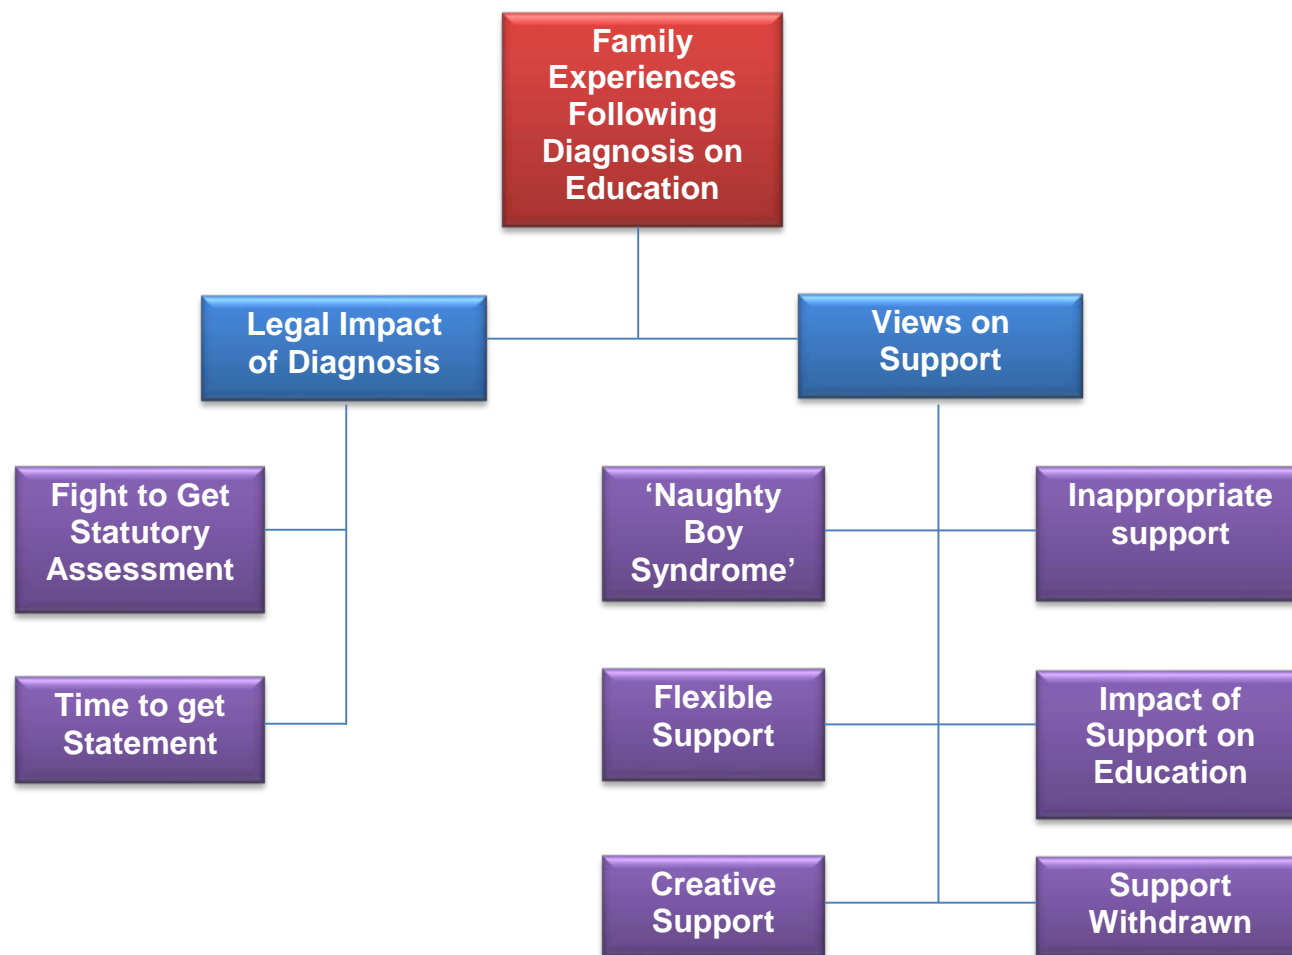 Family
Experiences
Following
Diagnosis on
Education
Legal Impact
of Diagnosis
Views on
Support
Fight to Get
Statutory
Assessment
Time to get
Statement
‘Naughty
Boy
Syndrome’
Inappropriate
support
Flexible
Support
Impact of
Support on
Education
Creative
Support
Support
Withdrawn